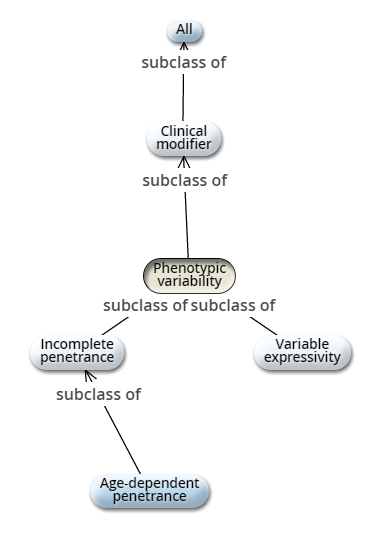 All
subclass of
Clinical
modifier
subclass of
Phenotypic
variability
subclass of subclass of
Incomplete
penetrance
Variable
expressivity
subclass of
Age-dependent
penetrance